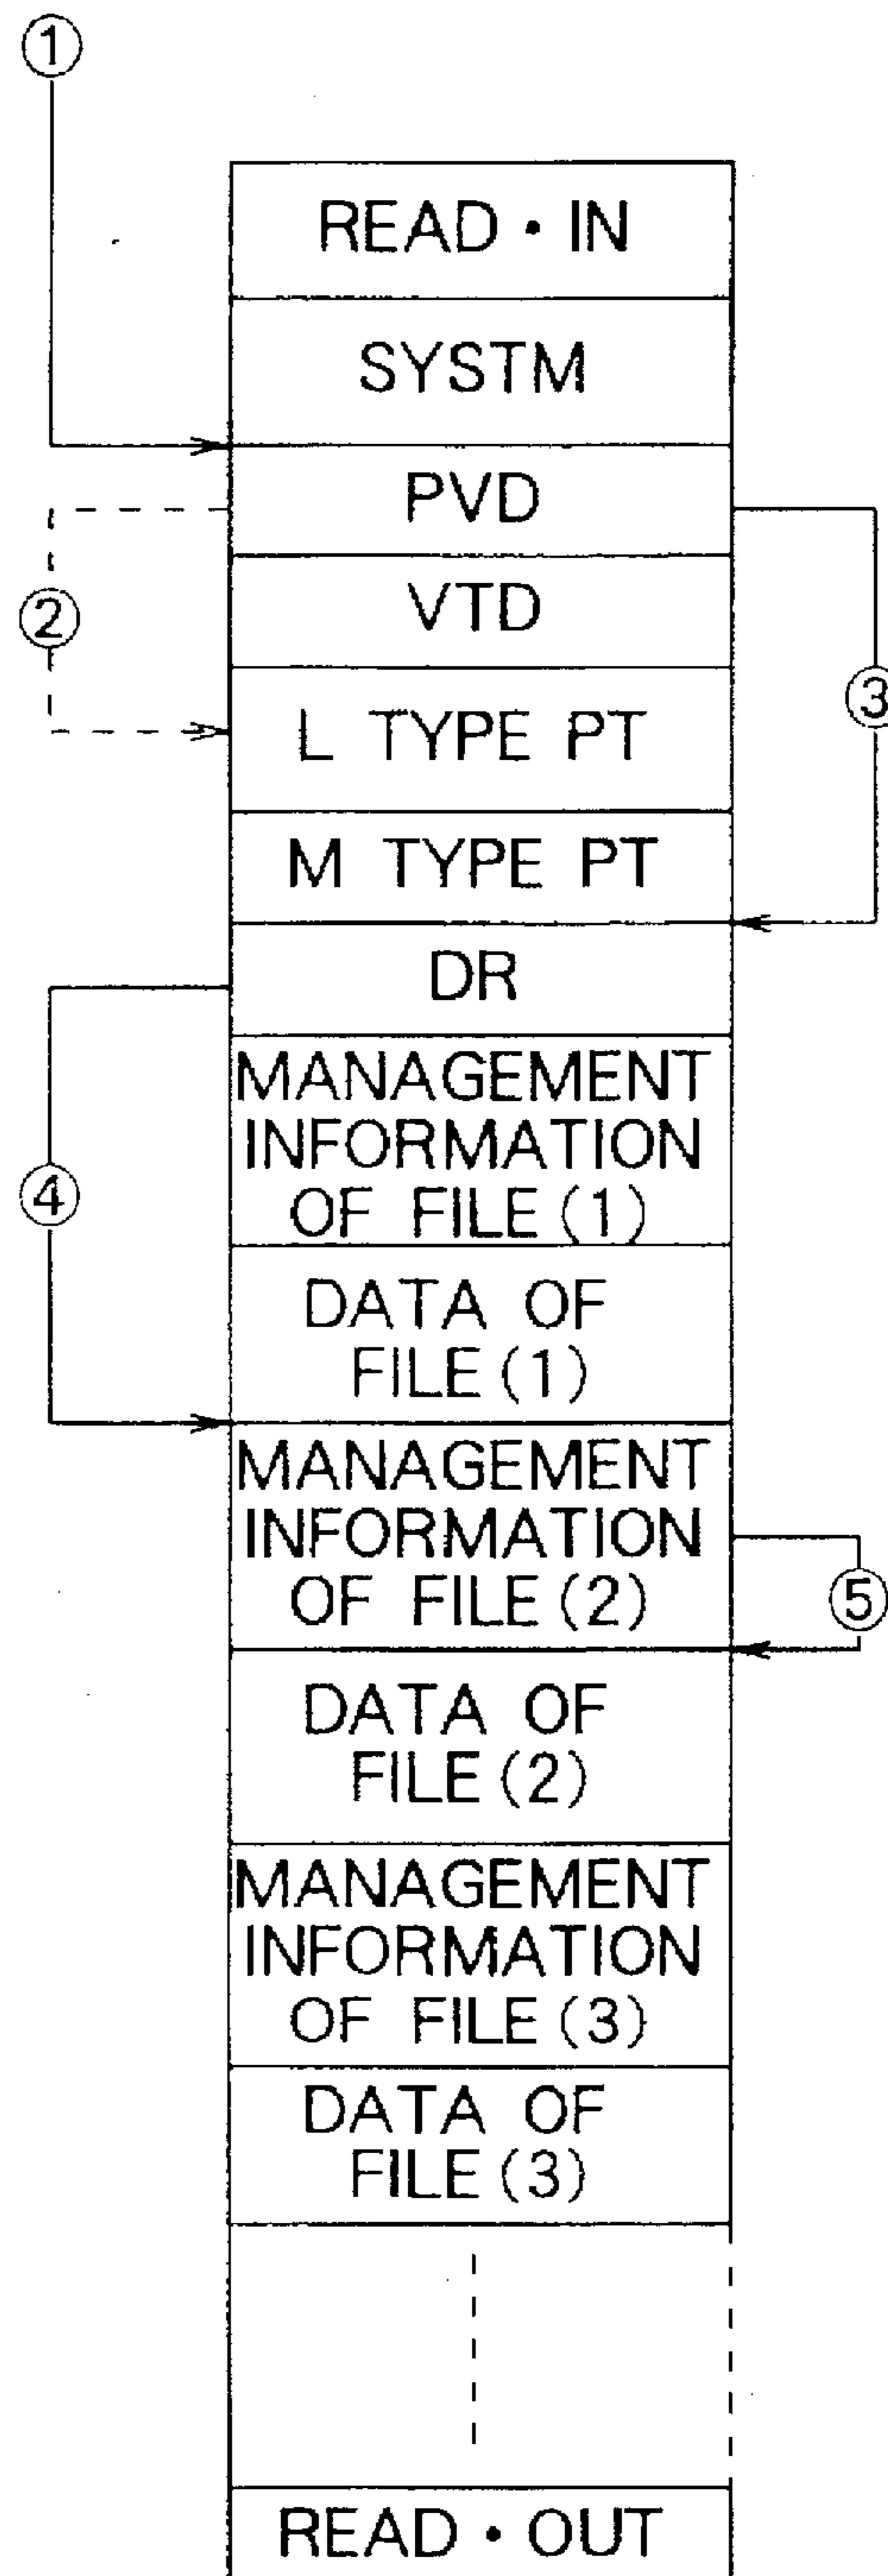 ①
READ・IN
SYSTM
PVD
②
VTD
③
L TYPE PT
M TYPE PT
DR
④
MANAGEMENT
INFORMATION
OF FILE(1)
DATA OF
FILE(1)
MANAGEMENT
INFORMATION
OF FILE(2)
⑤
DATA OF
FILE(2)
MANAGEMENT
INFORMATION
OF FILE(3)
DATA OF
FILE(3)
READ・OUT